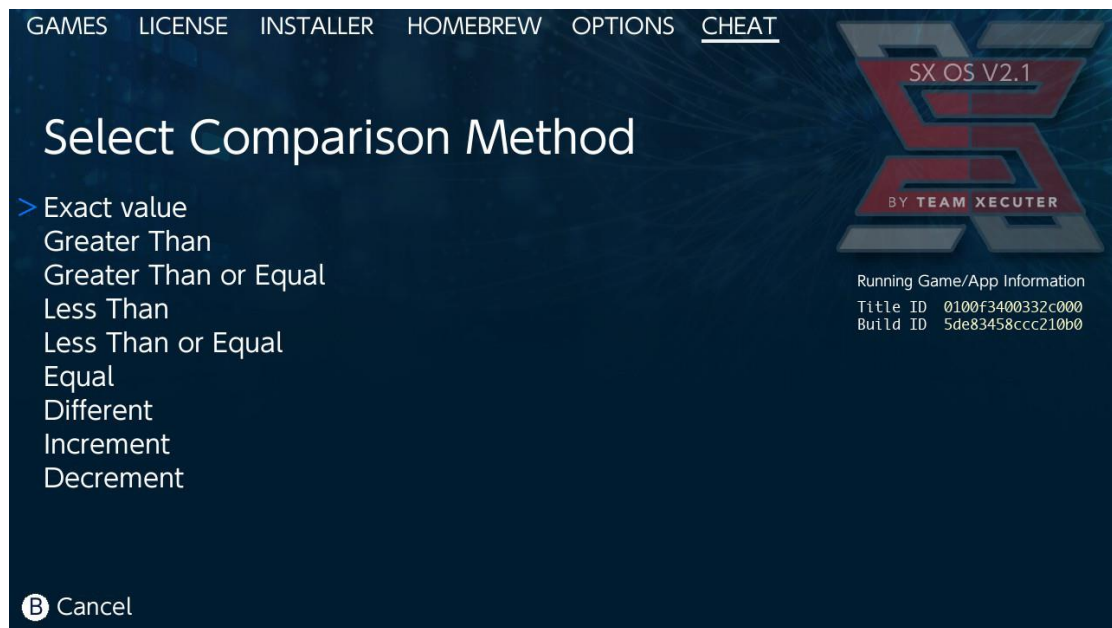 GAMES LICENSE INSTALLER HOMEBREW OPTIONS CHEAT
SX OS V2.1
BY TEAM XECUTER
Select Comparison Method
> Exact value
Greater Than
Greater Than or Equal
Less Than
Less Than or Equal
Equal
Different
Increment
Decrement
Running Game/App Information
Title ID 0100f3400332c000
Build ID 5de83458ccc210b0
B Cancel